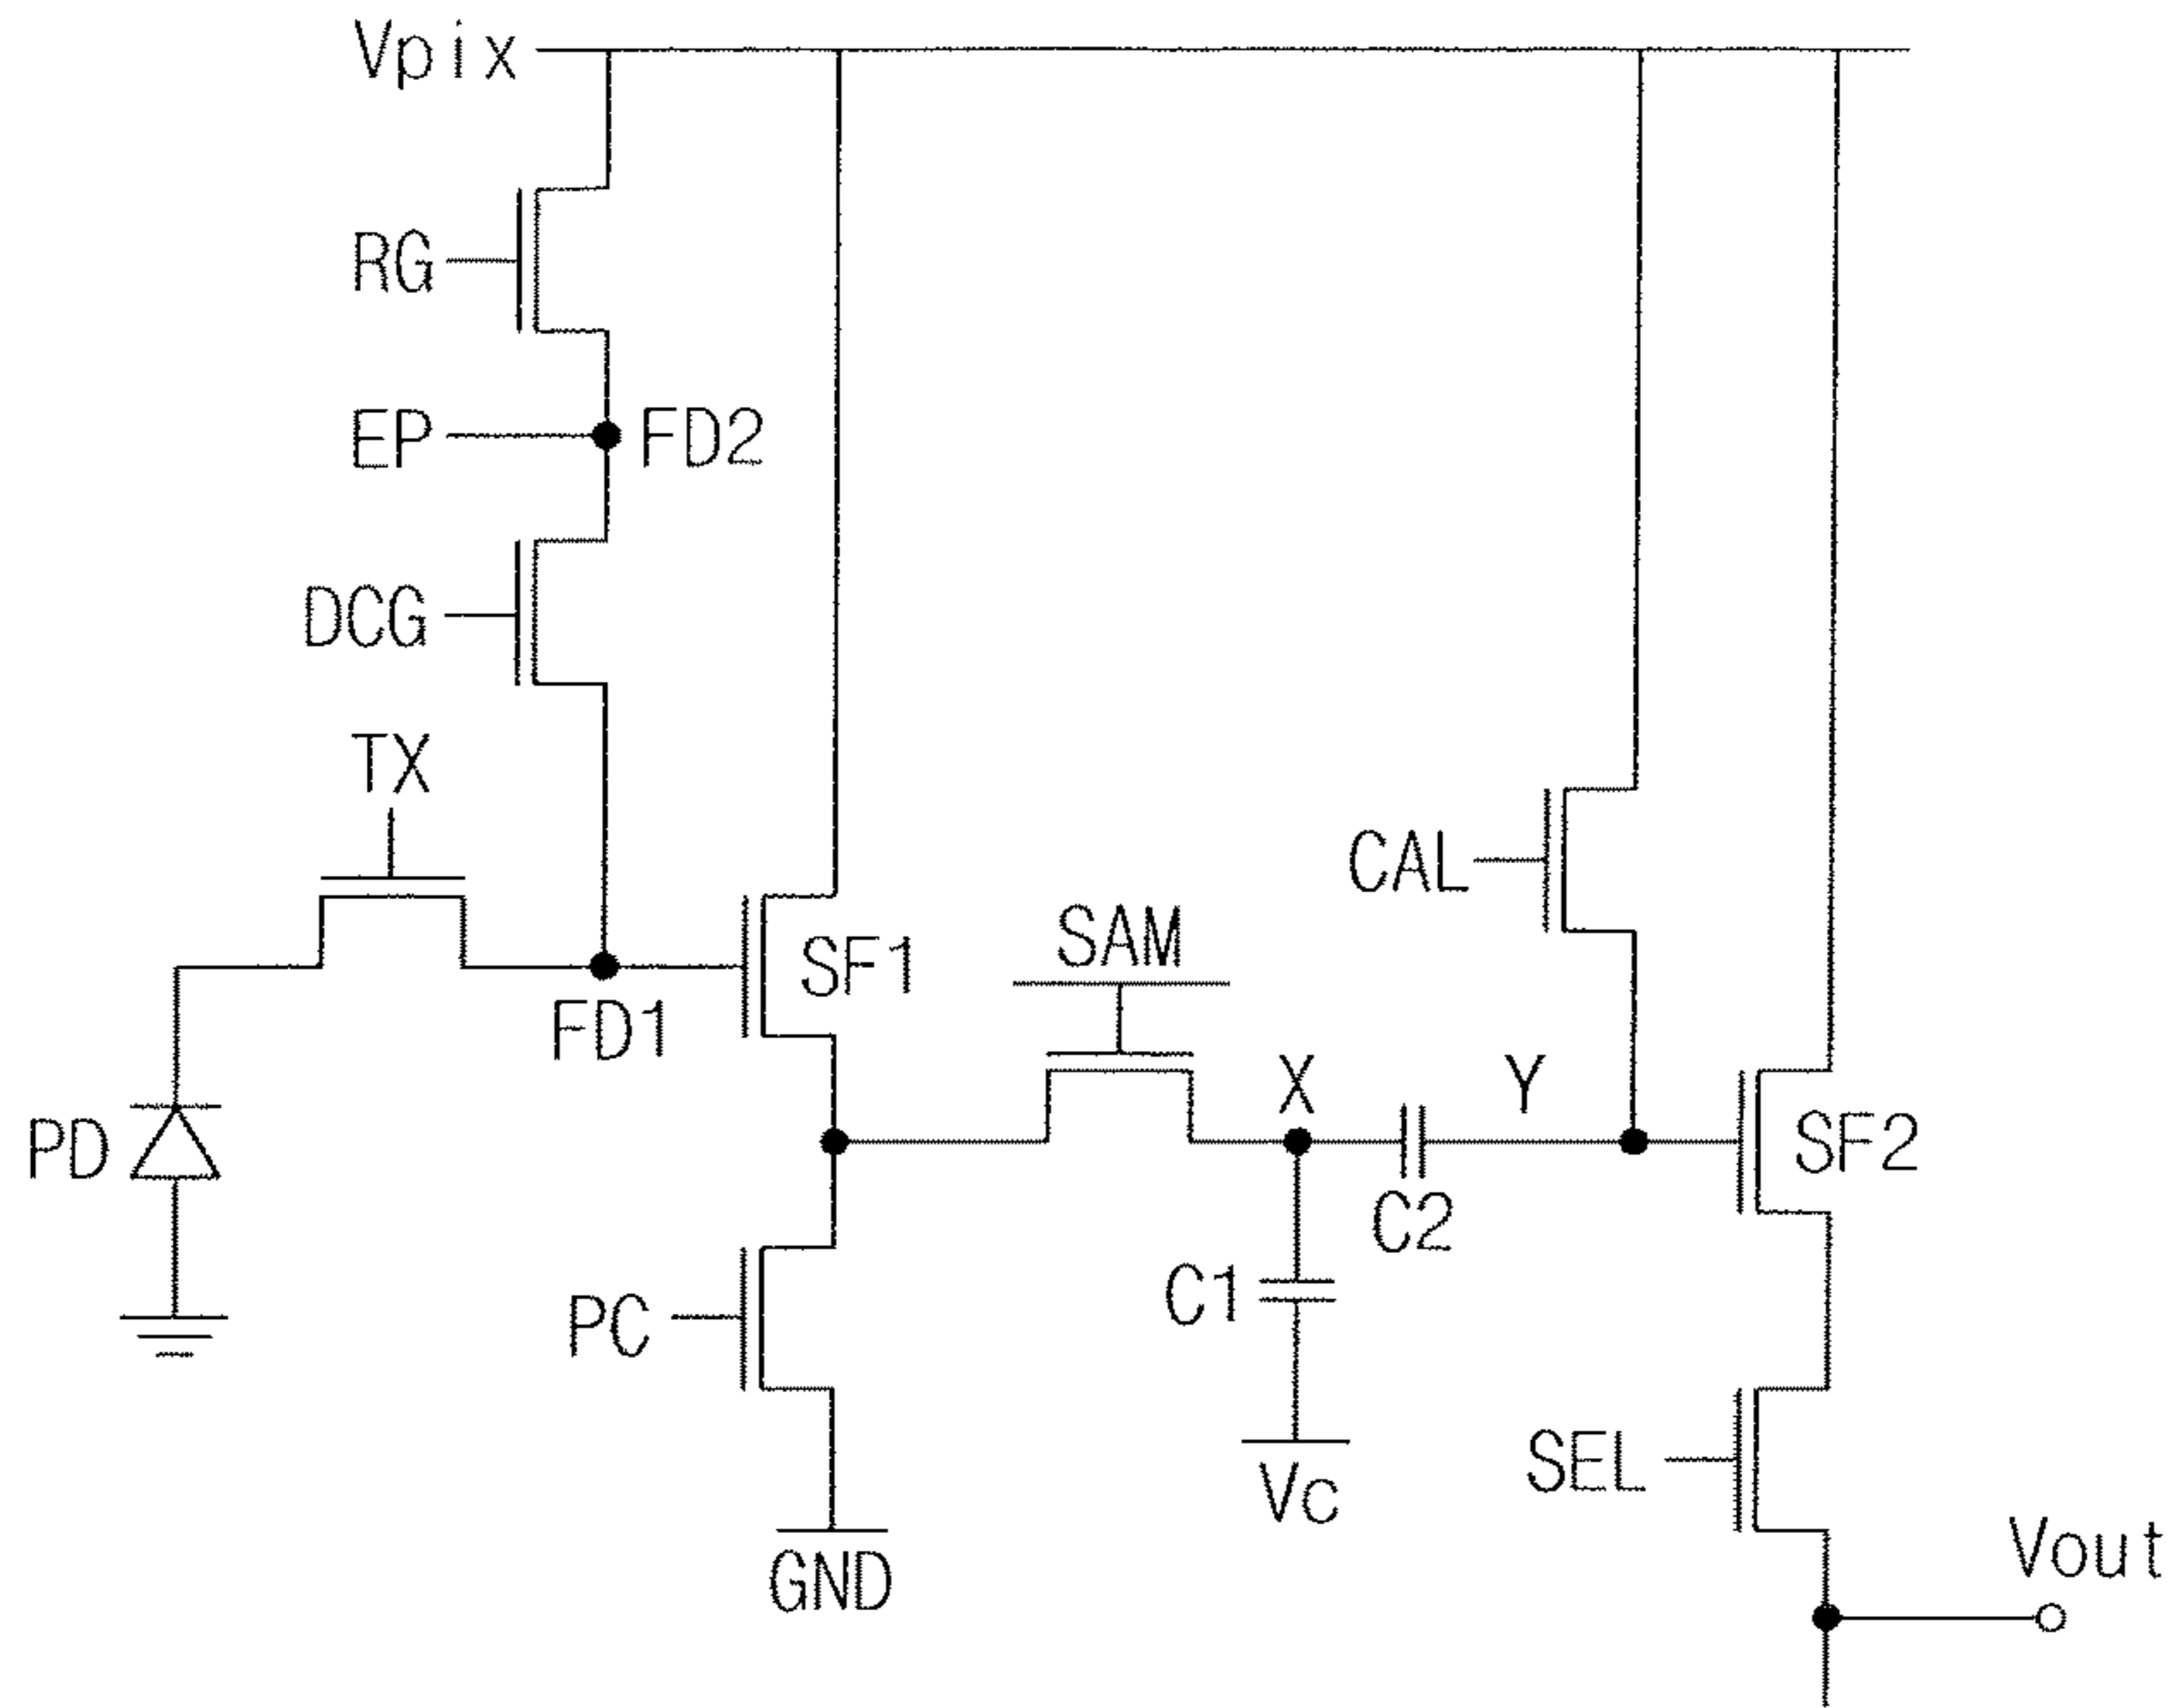 Vpix
RG
EP
FD2
DCG
TX
CAL
SAM
SF1
FD1
X
Y
PD
SF2
C2
C1
PC
SEL
Vc
Vout
GND